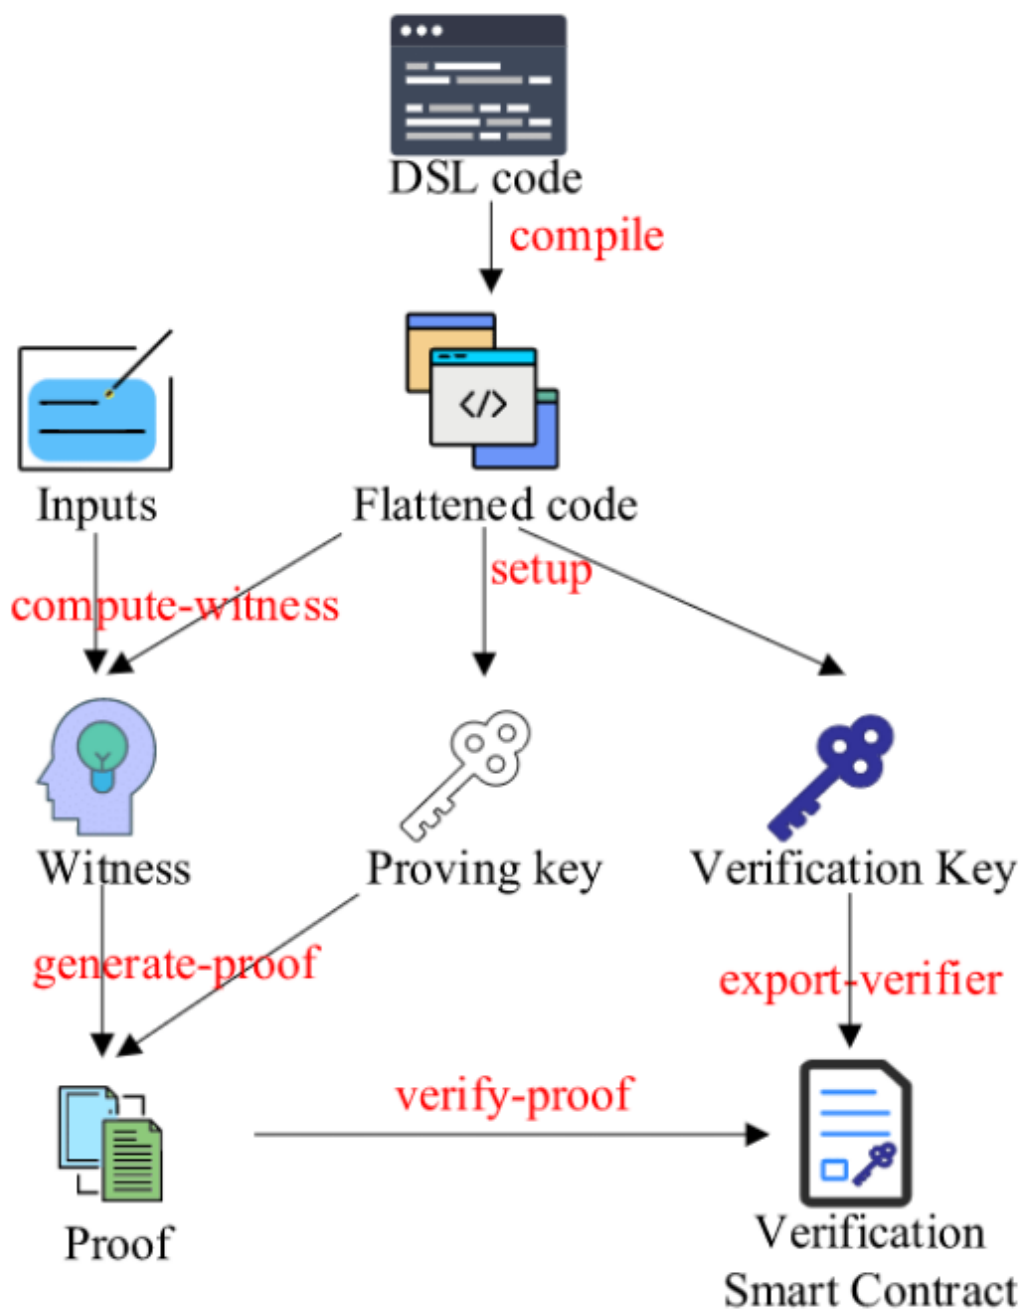 DSL code
compile
Inputs
Flattened code
setup
compute-witness
Witness
Proving key
Verification Key
generate-proof
export-verifier
verify-proof
Proof
Verification
Smart Contract